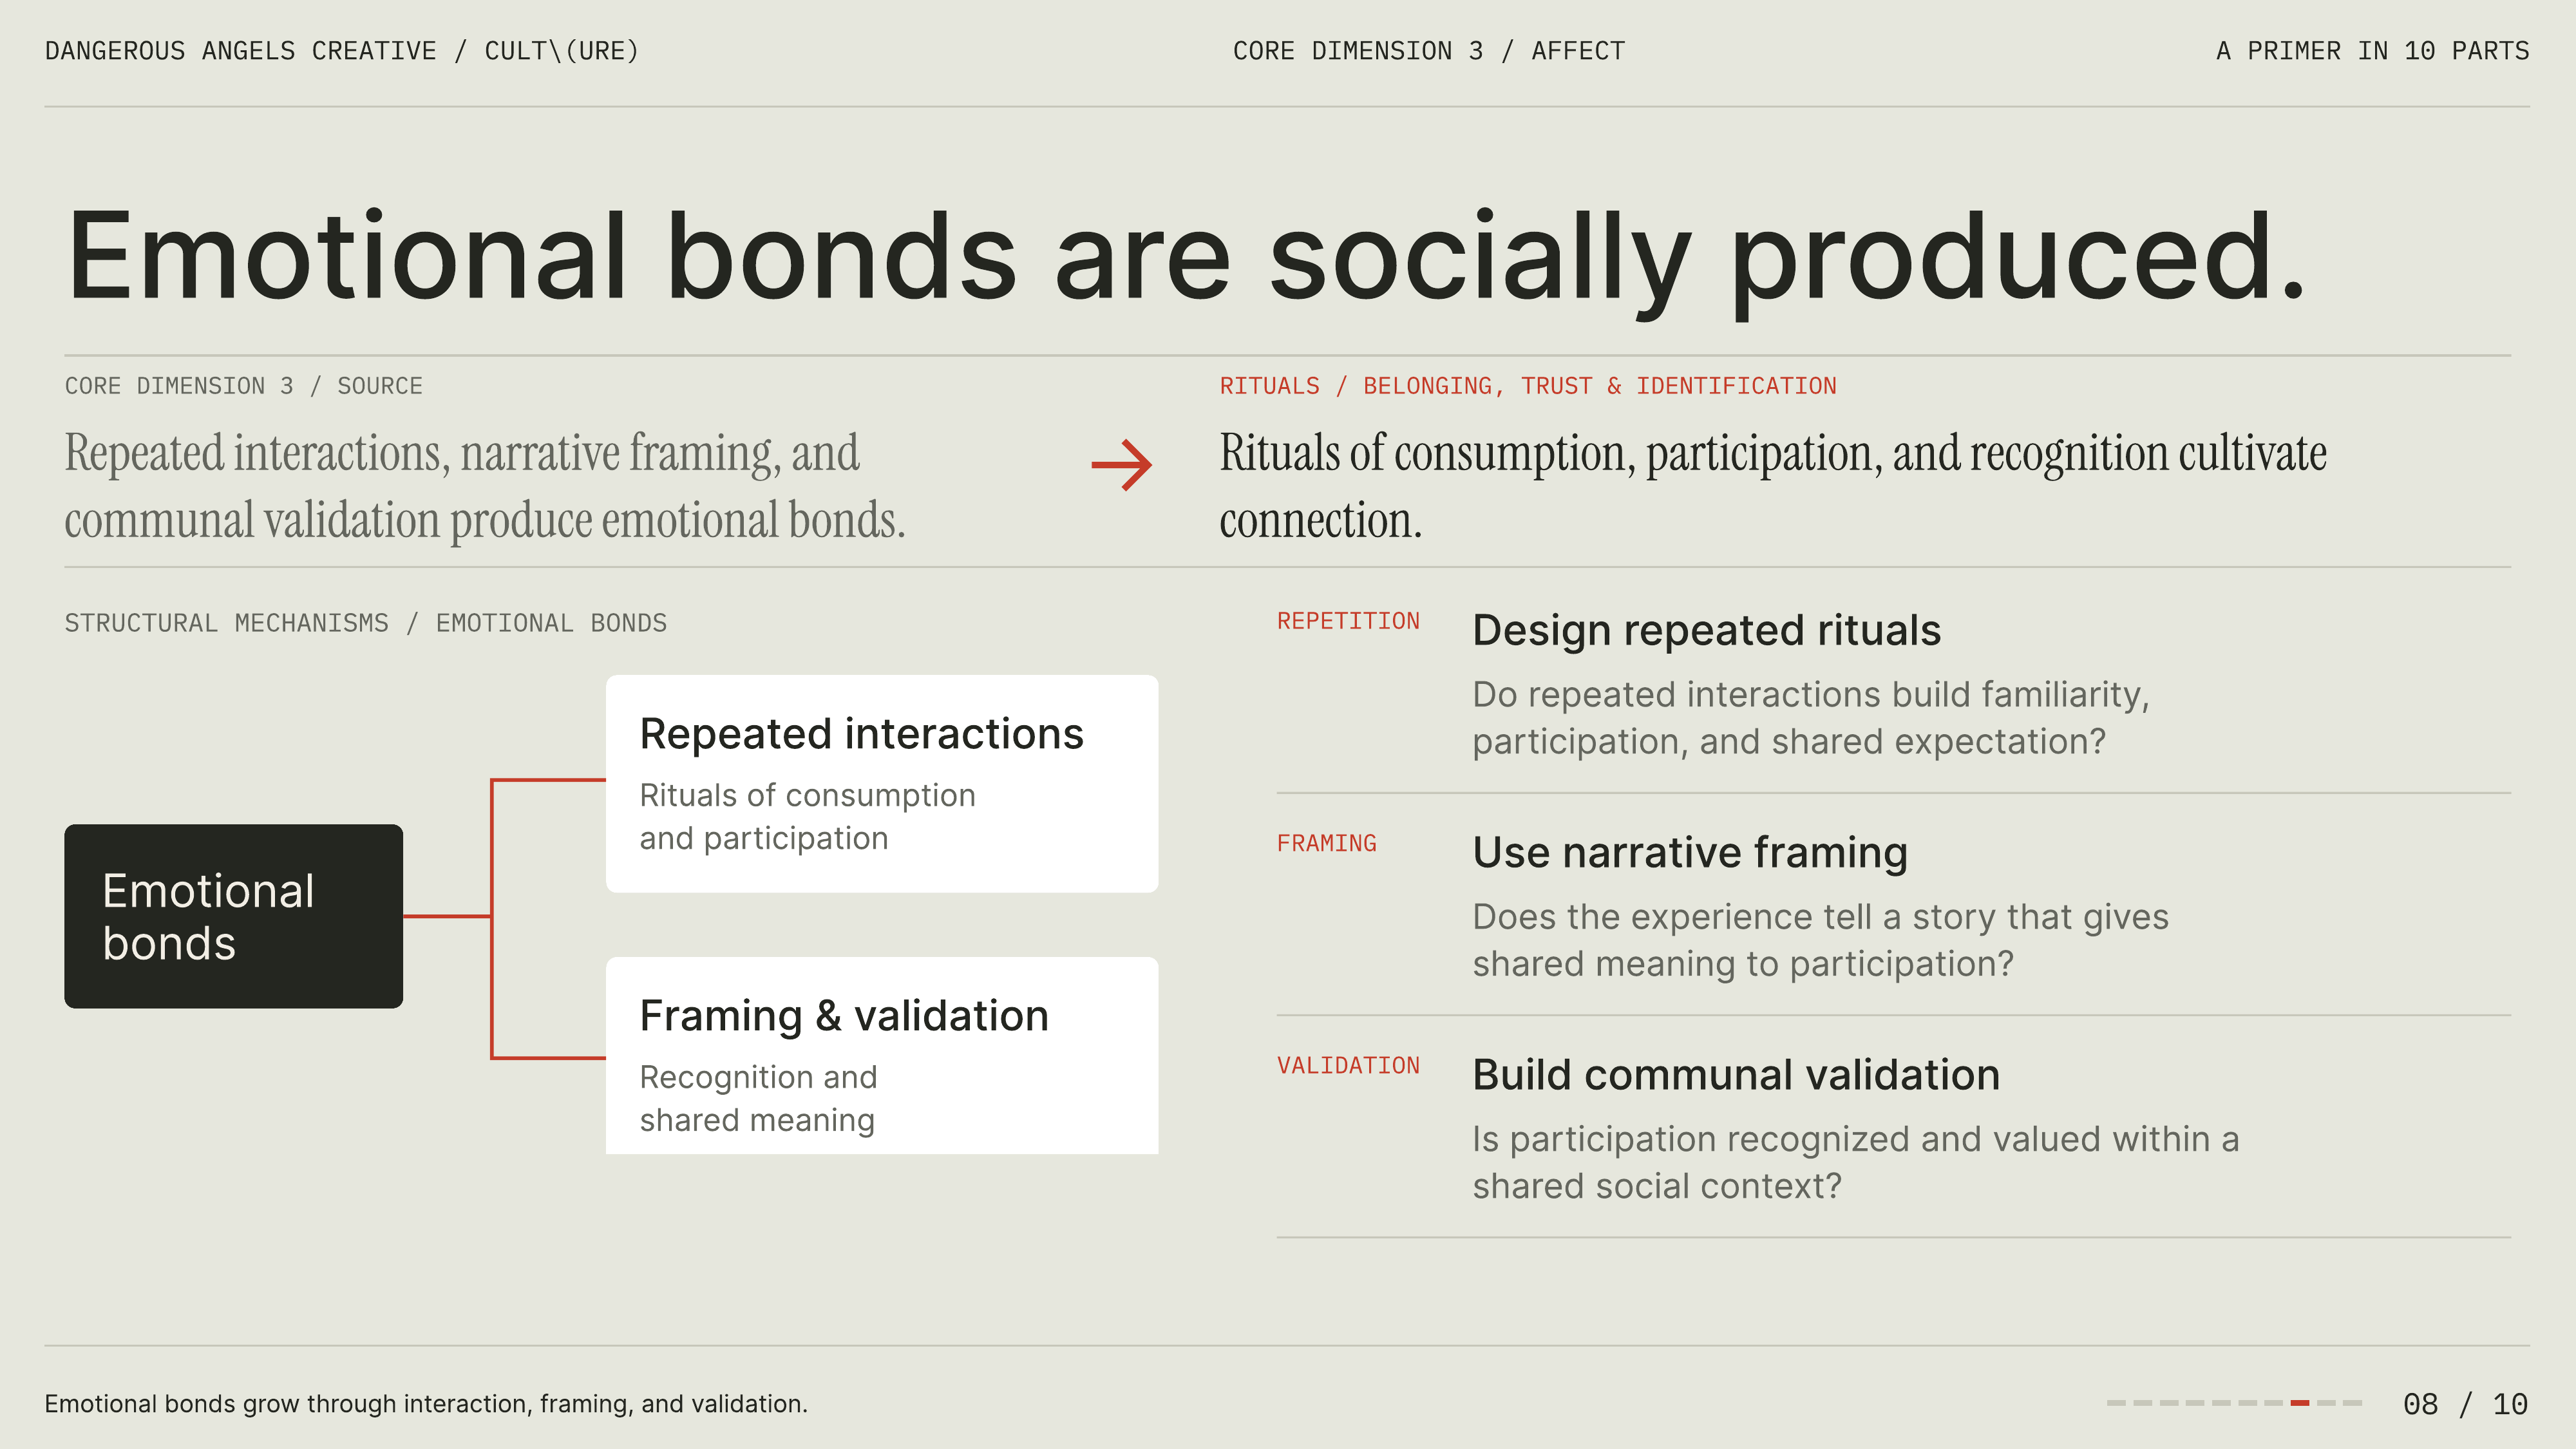 DANGEROUS ANGELS CREATIVE / CULT\(URE)
CORE DIMENSION 3 / AFFECT
A PRIMER IN 10 PARTS
Emotional bonds are socially produced.
CORE DIMENSION 3 / SOURCE
Repeated interactions, narrative framing, and
communal validation produce emotional bonds.
→
RITUALS / BELONGING, TRUST & IDENTIFICATION
Rituals of consumption, participation, and recognition cultivate
connection.
STRUCTURAL MECHANISMS / EMOTIONAL BONDS
Emotional
bonds
Repeated interactions
Rituals of consumption
and participation
Framing & validation
Recognition and
shared meaning
REPETITION
Design repeated rituals
Do repeated interactions build familiarity,
participation, and shared expectation?
FRAMING
Use narrative framing
Does the experience tell a story that gives
shared meaning to participation?
VALIDATION
Build communal validation
Is participation recognized and valued within a
shared social context?
Emotional bonds grow through interaction, framing, and validation.
08 / 10